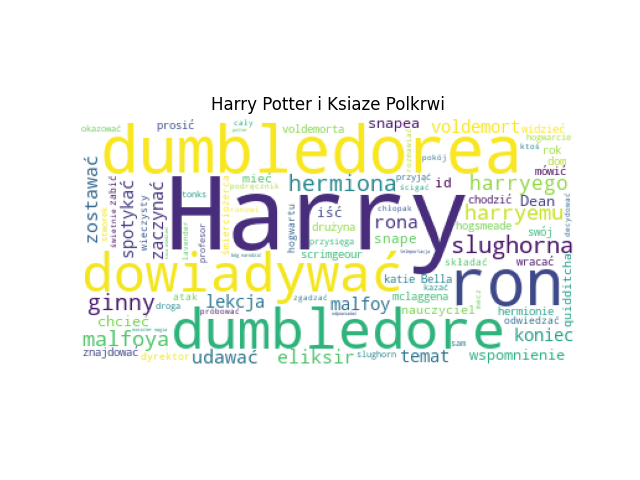 Harry Potter i Ksiaze Polkrwi
okazować
prosić
cały
voldemorta
snapea
voldemort
widzieć
hogwarcie
ktoś
dumbledorea
pokój
rok
dom
mówić
zostawać
zabić
świetnie
spotykać
wieczysty
zaczynać
tonks
lavender
profesor
mieć
podręcznik
hermiona
przyjąć
ścigać
id
harryego
chodzić
Dean
Harry
hogwartu
iść
drużyna
przysięga
chłopak
rona
snape
harryemu
hogsmeade
swój
decydować
slughorna
scrimgeour
teleportacja
składać
wracać
quidditcha
dowiadywać
katie Bella
kazać
ron
ginny
atak
droga
próbować
lekcja
zgadzać
malfoy
mclaggena
nauczyciel
mecz
hermionie
odwiedzać
chcieć
malfoya
dumbledore
koniec
sam
znajdować
dyrektor
udawać
eliksir
slughorn
temat
wspomnienie